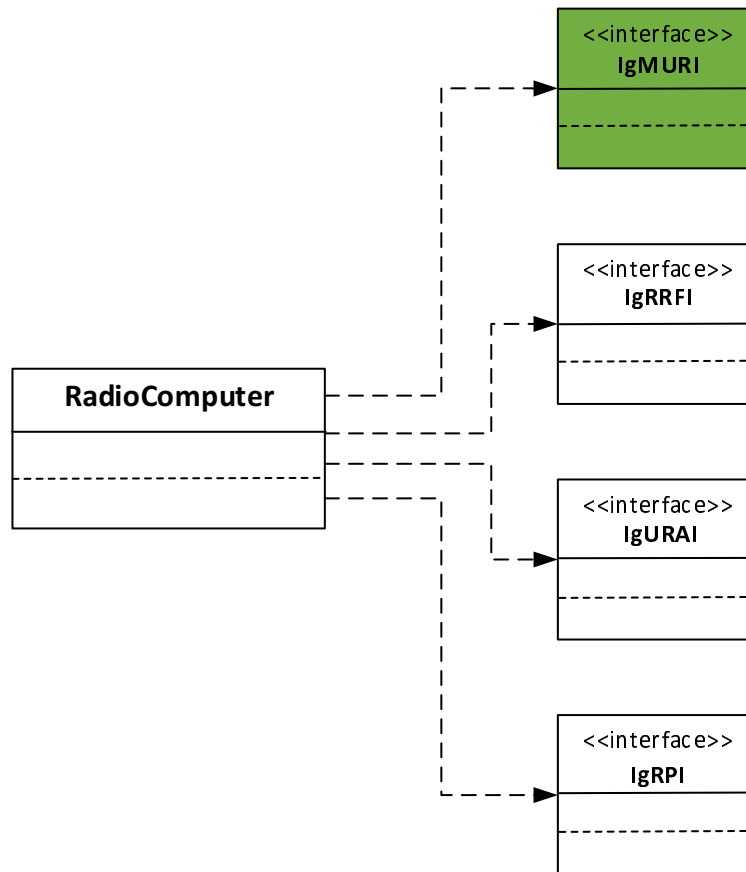 <<interface>>
IgMURI
<<interface>>
IgRRFI
RadioComputer
<<interface>>
IgURAI
<<interface>>
IgRPI